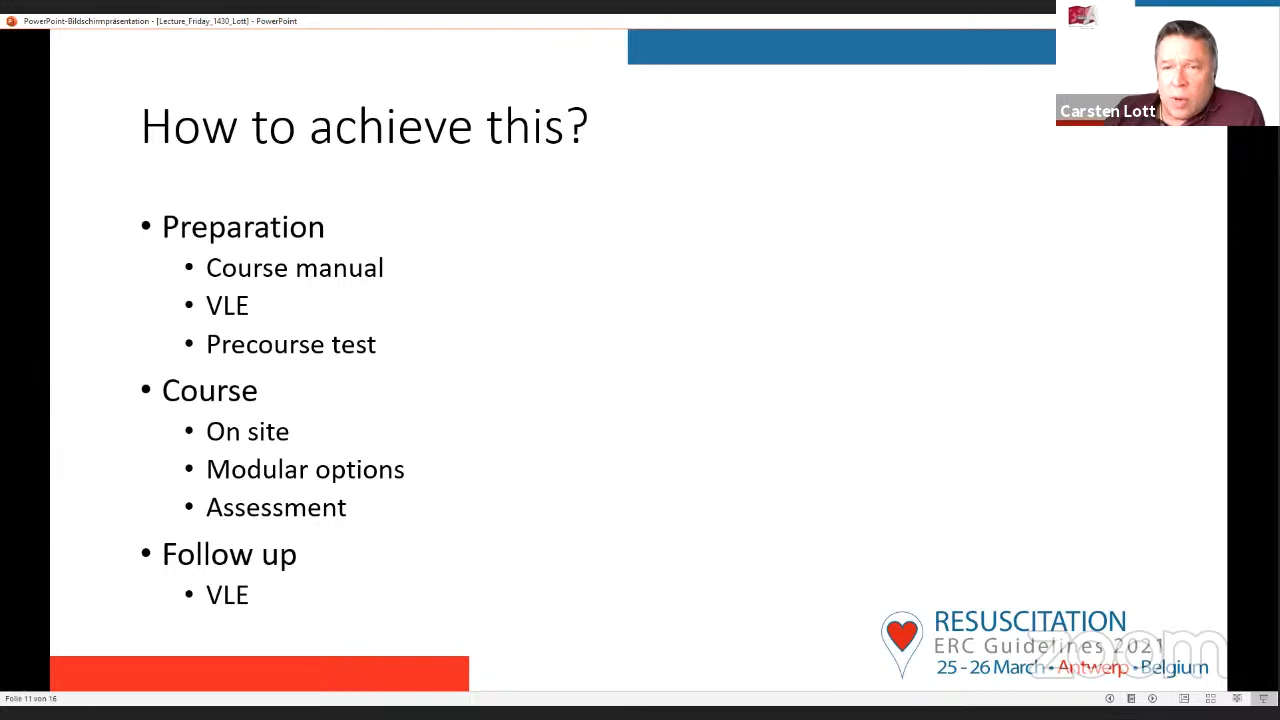 PowerPoint-Bildschirmpräsentation - [Lecture_Friday_1430_Lott] - PowerPoint
Carsten Lott
How to achieve this?
• Preparation
• Course manual
• VLE
• Precourse test
• Course
• On site
• Modular options
• Assessment
• Follow up
• VLE
RESUSCITATION
ERC Guidelines 2021
25 - 26 March • Antwerp • Belgium
zoom
Folie 11 von 16